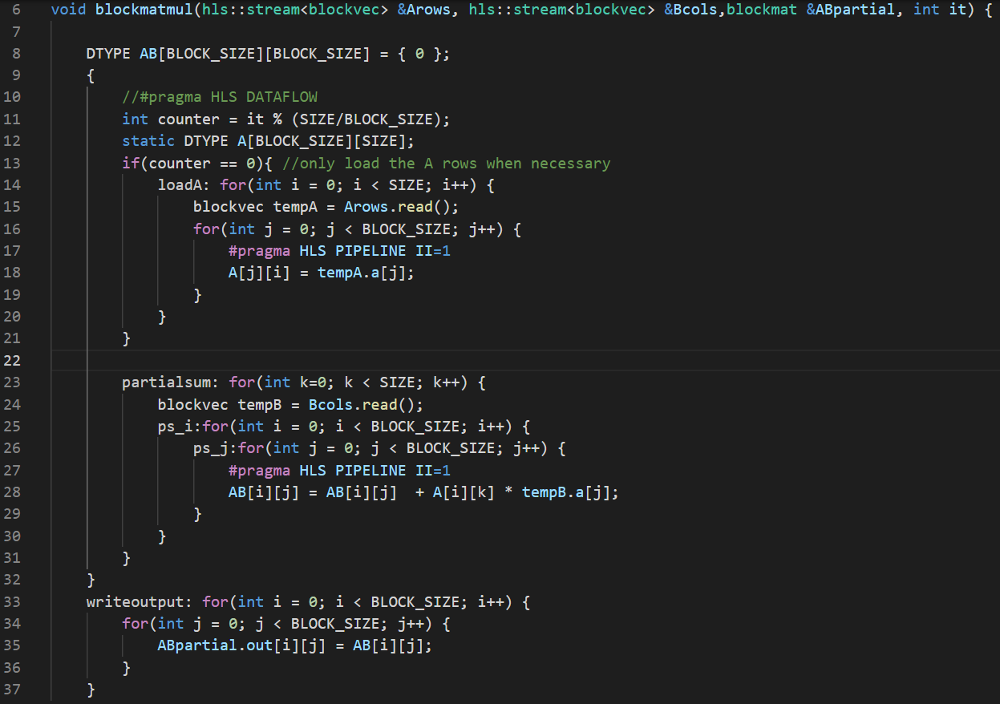 6 void blockmatmul(hls::stream<blockvec> &Arows, hls::stream<blockvec> &Bcols,blockmat &ABpartial, int it) {
7
8 DTYPE AB[BLOCK_SIZE][BLOCK_SIZE] = { 0 };
9 {
10 //#pragma HLS DATAFLOW
11 int counter = it % (SIZE/BLOCK_SIZE);
12 static DTYPE A[BLOCK_SIZE][SIZE];
13 if(counter == 0){ //only load the A rows when necessary
14 loadA: for(int i = 0; i < SIZE; i++) {
15 blockvec tempA = Arows.read();
16 for(int j = 0; j < BLOCK_SIZE; j++) {
17 #pragma HLS PIPELINE II=1
18 A[j][i] = tempA.a[j];
19 }
20 }
21 }
22
23 partialsum: for(int k=0; k < SIZE; k++) {
24 blockvec tempB = Bcols.read();
25 ps_i:for(int i = 0; i < BLOCK_SIZE; i++) {
26 ps_j:for(int j = 0; j < BLOCK_SIZE; j++) {
27 #pragma HLS PIPELINE II=1
28 AB[i][j] = AB[i][j]  + A[i][k] * tempB.a[j];
29 }
30 }
31 }
32 }
33 writeoutput: for(int i = 0; i < BLOCK_SIZE; i++) {
34 for(int j = 0; j < BLOCK_SIZE; j++) {
35 ABpartial.out[i][j] = AB[i][j];
36 }
37 }